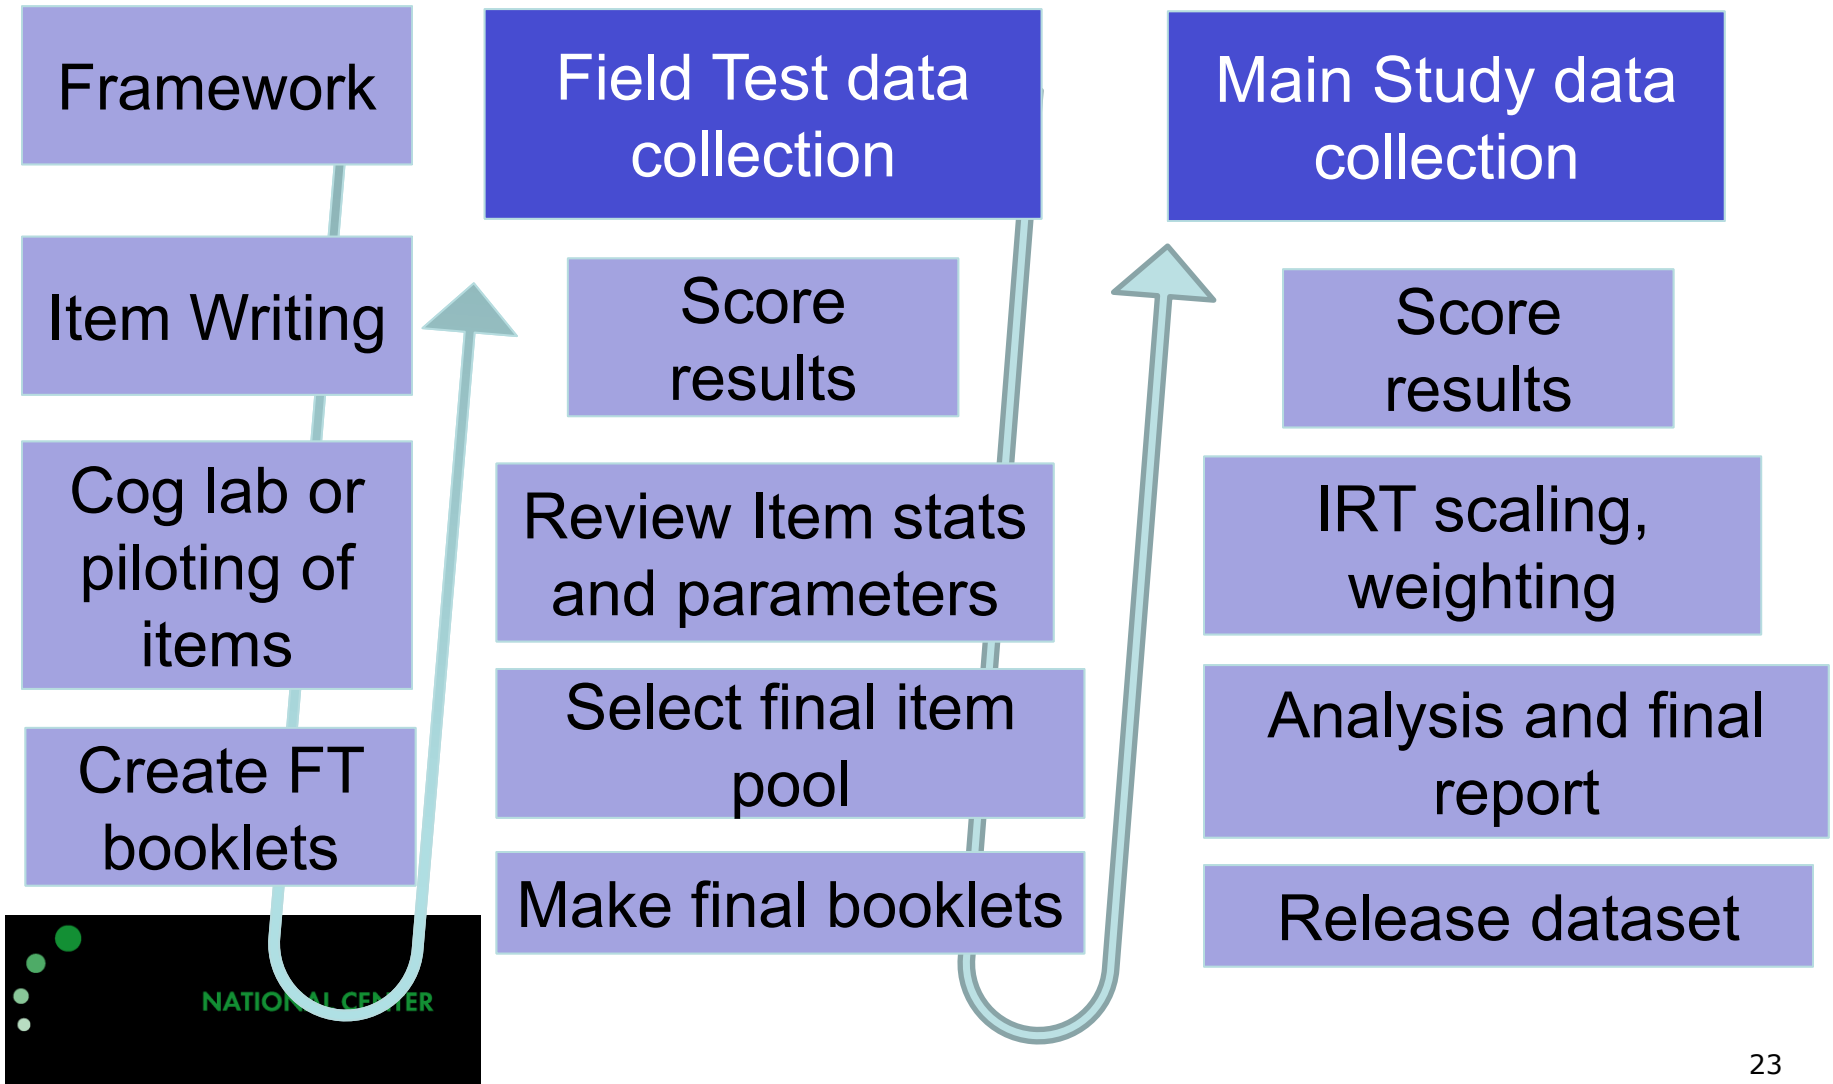 Framework
Item Writing
Cog lab or
piloting of
items
Create FT
booklets
NATIONAL CENTER
Field Test data
collection
Score
results
Review Item stats
and parameters
Select final item
pool
Make final booklets
Main Study data
collection
Score
results
IRT scaling,
weighting
Analysis and final
report
Release dataset
23